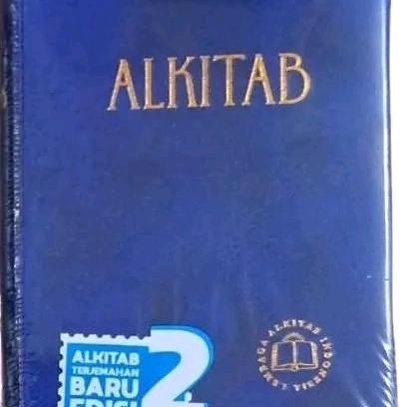 ALKITAB
ALKITAB
TERJEMAHAN
BARU
EDISI
2
LEMBAGA ALKITAB INDONESIA